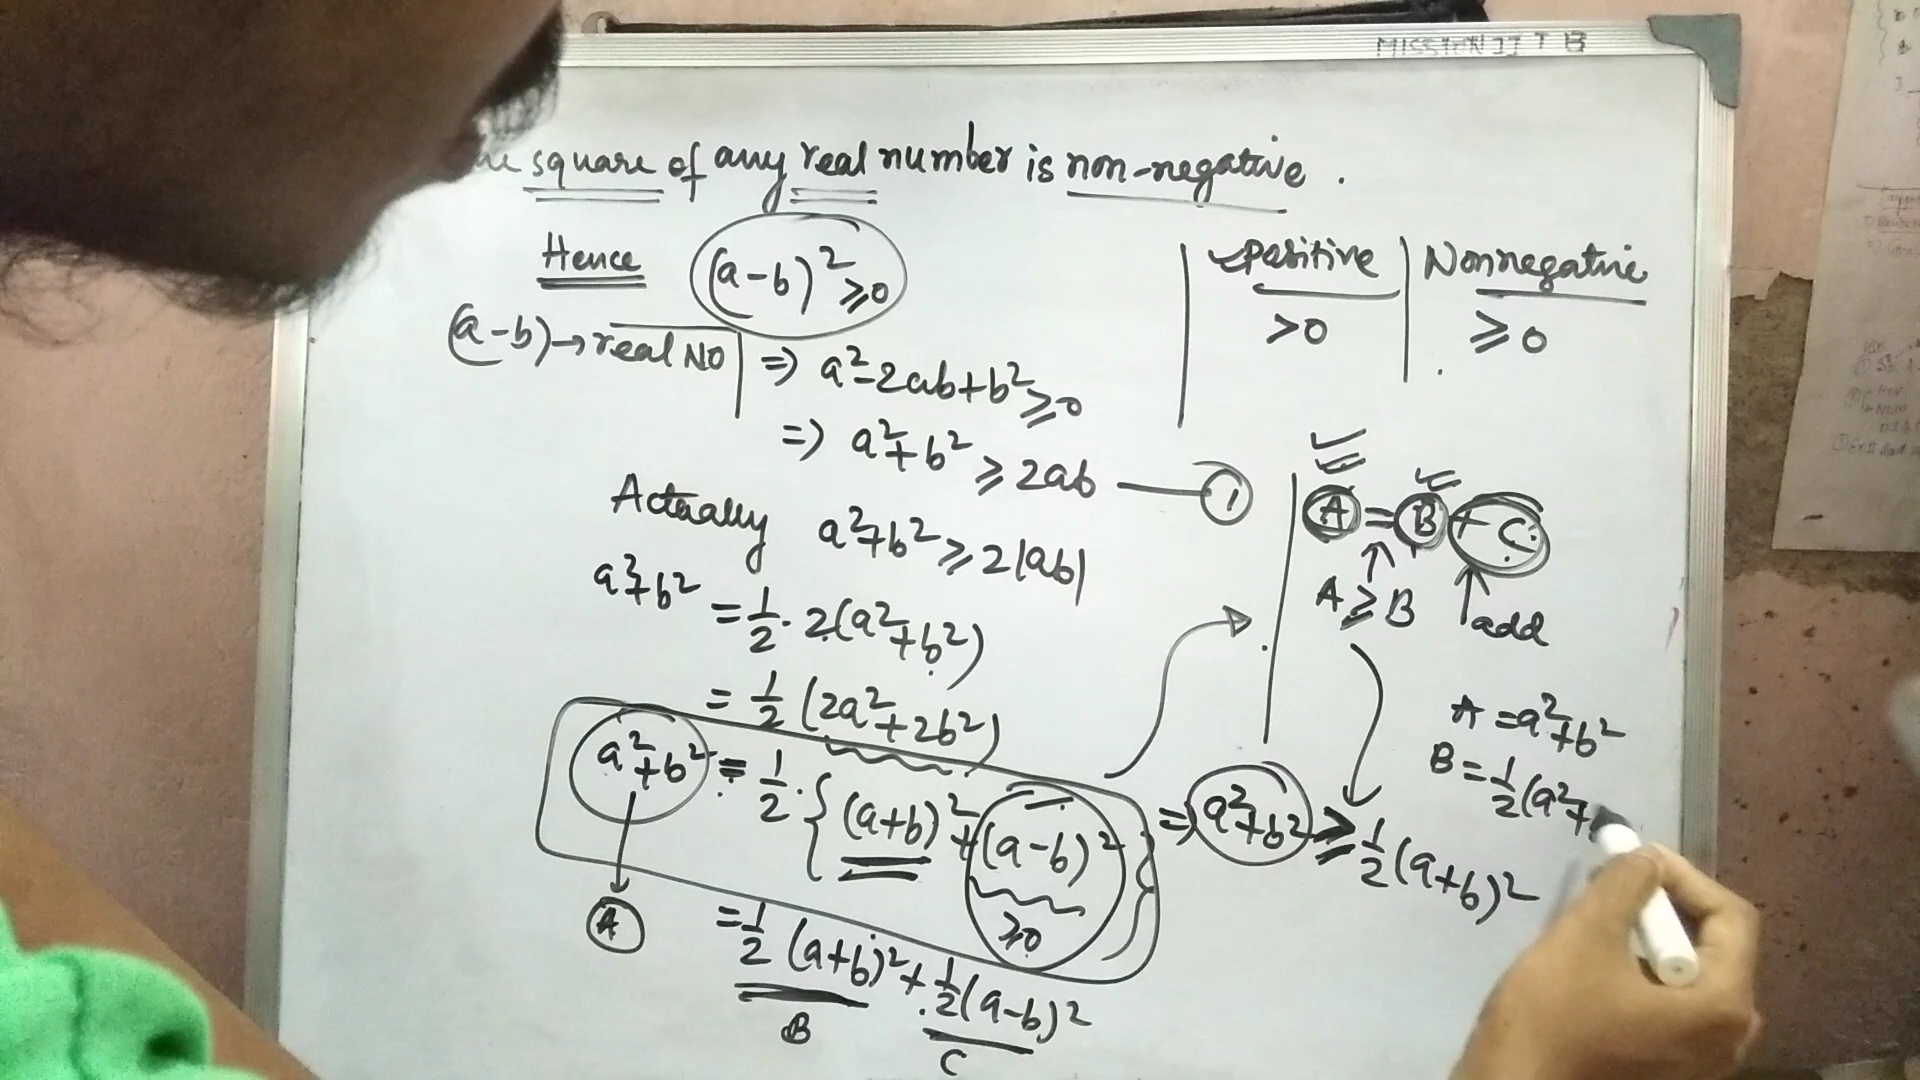 MISSION IIT B
square of any real number is non-negative.
Hence (a-b)² ≥0
(a-b)→real NO
=> a²-2ab+b² ≥0
=> a²+b² ≥ 2ab — 1
Actually a²+b² ≥ 2|ab|
a²+b² = 1/2 · 2(a²+b²)
= 1/2 (2a²+2b²)
a²+b² = 1/2 · {(a+b)² + (a-b)²
≥0
A
= 1/2 (a+b)² + 1/2 (a-b)²
B C
Positive | Nonnegative
>0 | ≥0
A = B + C
A ≥ B
add
A = a²+b²
B = 1/2 (a²+
=> a²+b² ≥ 1/2 (a+b)²